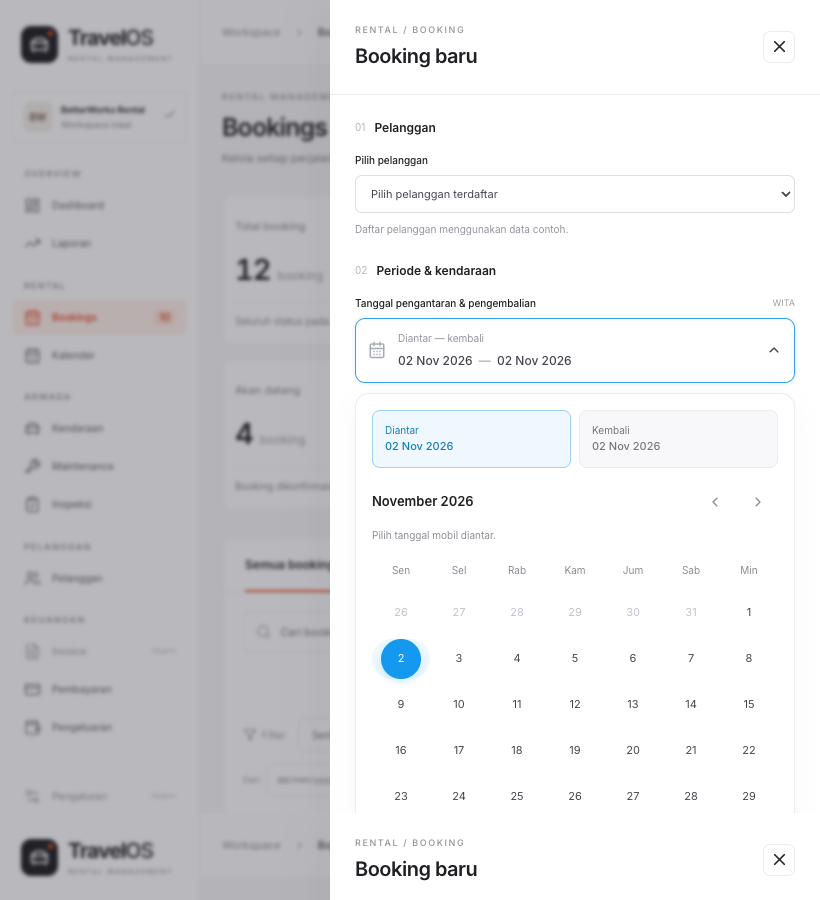 TravelOS
RENTAL MANAGEMENT
BW
BetterWorks Rental
OVERVIEW
Dashboard
Laporan
RENTAL
Bookings
10
Kalender
ARMADA
Kendaraan
Maintenance
Inspeksi
PELANGGAN
Pelanggan
KEUANGAN
Invoice
Pembayaran
Pengeluaran
Pengaturan
TravelOS
RENTAL MANAGEMENT
Workspace
Bookings
Total booking
12 booking
Seluruh status pada
Akan datang
4 booking
Semua booking
Filter
Dari
Workspace
RENTAL / BOOKING
Booking baru
01 Pelanggan
Pilih pelanggan
Pilih pelanggan terdaftar
Daftar pelanggan menggunakan data contoh.
02 Periode & kendaraan
Tanggal pengantaran & pengembalian WITA
Diantar — kembali
02 Nov 2026 — 02 Nov 2026
Diantar
02 Nov 2026
Kembali
02 Nov 2026
November 2026
Pilih tanggal mobil diantar.
Sen Sel Rab Kam Jum Sab Min
26 27 28 29 30 31 1
2 3 4 5 6 7 8
9 10 11 12 13 14 15
16 17 18 19 20 21 22
23 24 25 26 27 28 29
RENTAL / BOOKING
Booking baru